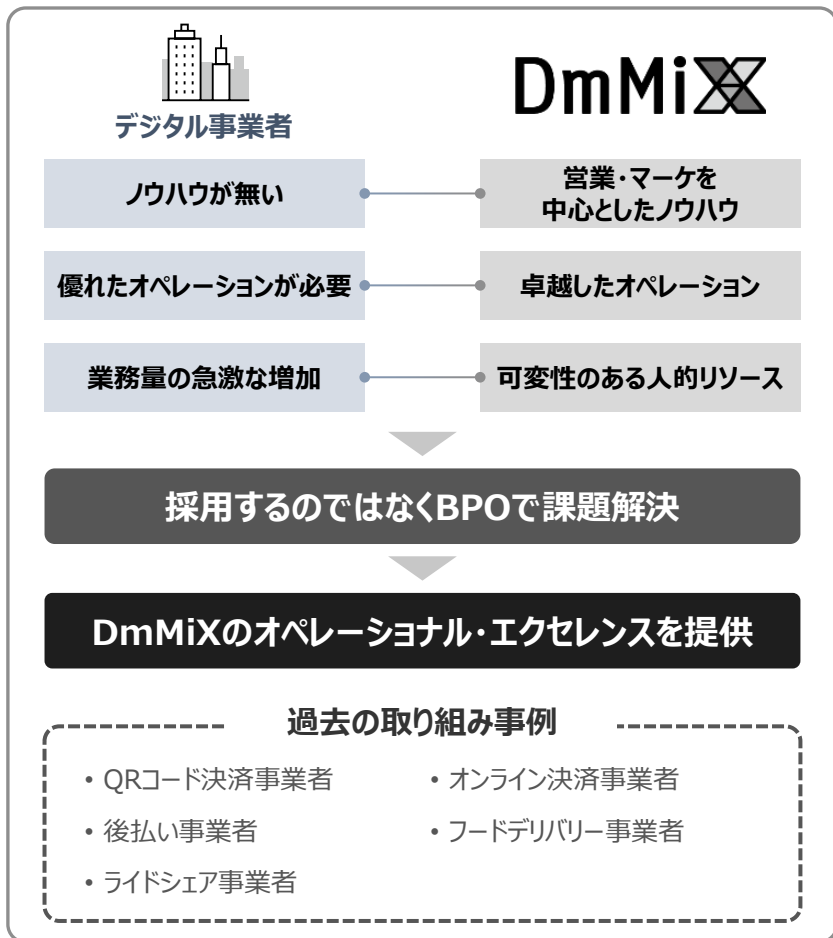 デジタル事業者
DmMiX
ノウハウが無い
営業・マーケを
中心としたノウハウ
優れたオペレーションが必要
卓越したオペレーション
業務量の急激な増加
可変性のある人的リソース
採用するのではなくBPOで課題解決
DmMiXのオペレーショナル・エクセレンスを提供
過去の取り組み事例
・QRコード決済事業者
・オンライン決済事業者
・後払い事業者
・フードデリバリー事業者
・ライドシェア事業者